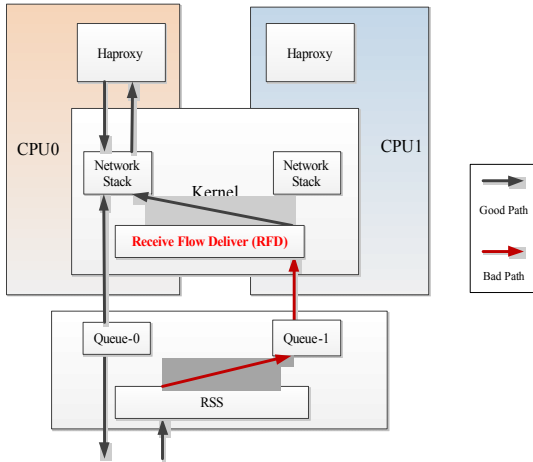 Haproxy
Haproxy
CPU0
CPU1
Network
Stack
Network
Stack
Kernel
Receive Flow Deliver (RFD)
Good Path
Bad Path
Queue-0
Queue-1
RSS